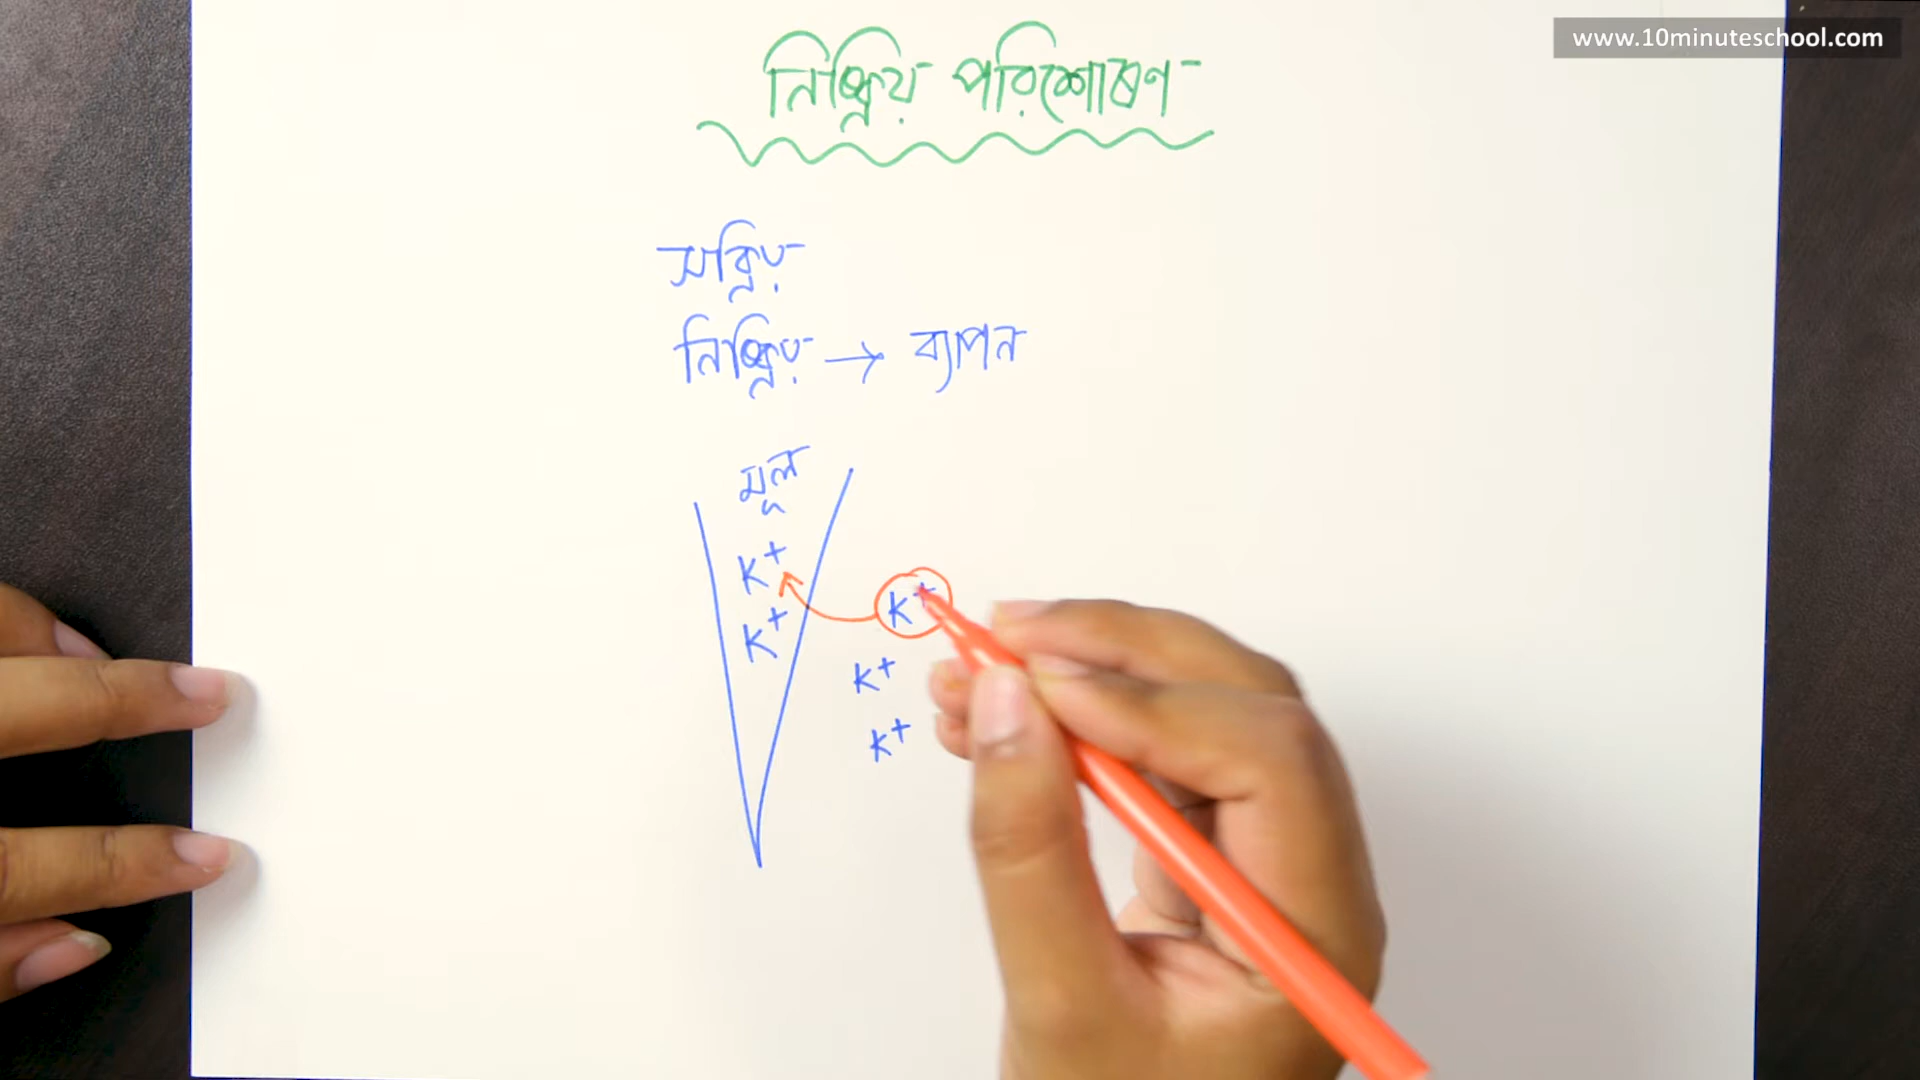 www.10minuteschool.com
নিষ্ক্রিয় পরিশোষণ
সক্রিয়
নিষ্ক্রিয় → ব্যাপন
মূল
K+
K+ K+
K+
K+